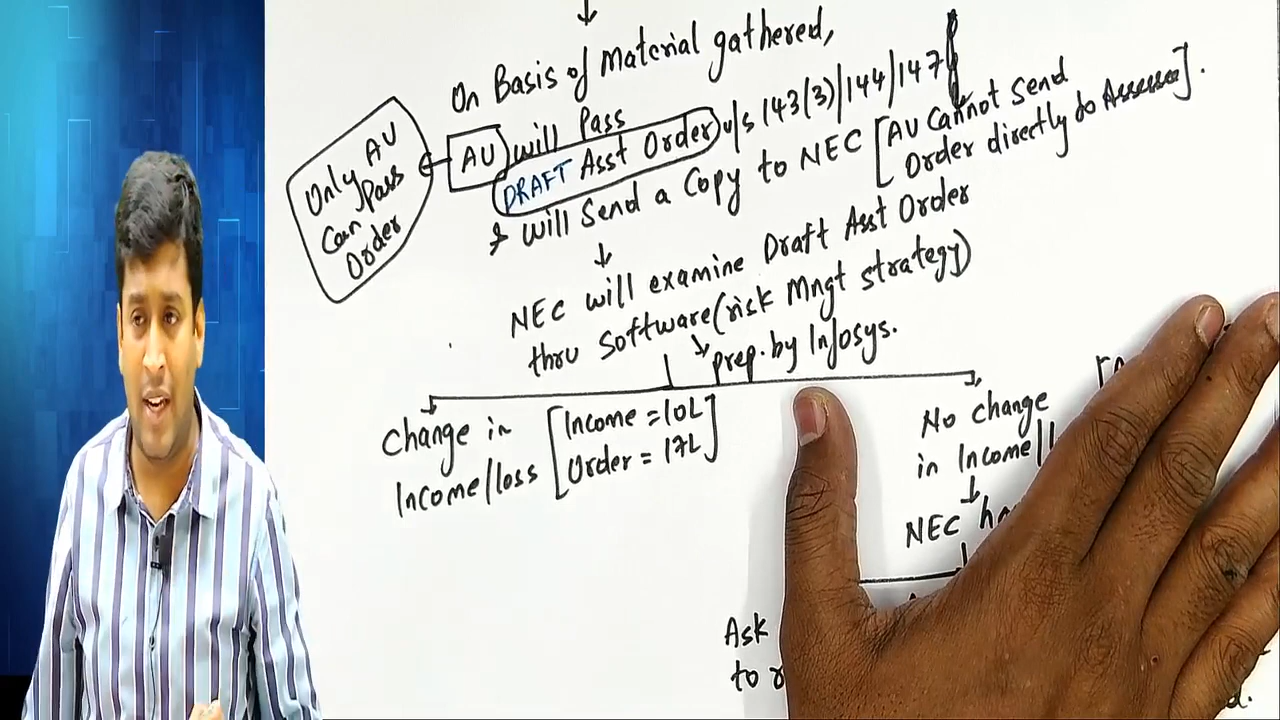 On Basis of Material gathered,
AU will Pass
DRAFT Asst Order u/s 143(3)/144/147
& will Send a Copy to NEC [AU Cannot Send
Order directly to Assessee].
Only AU
Can Pass
Order
NEC will examine Draft Asst Order
thru Software (risk Mngt strategy)
prep. by Infosys.
Change in
Income/loss
[Income = 10L
Order = 17L]
No change
in Income/
NEC
Ask
to